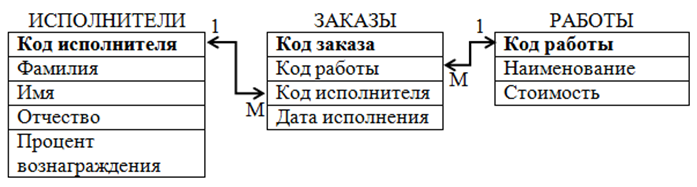 ИСПОЛНИТЕЛИ
Код исполнителя
Фамилия
Имя
Отчество
Процент
вознаграждения
1
М
ЗАКАЗЫ
Код заказа
Код работы
Код исполнителя
Дата исполнения
1
М
РАБОТЫ
Код работы
Наименование
Стоимость